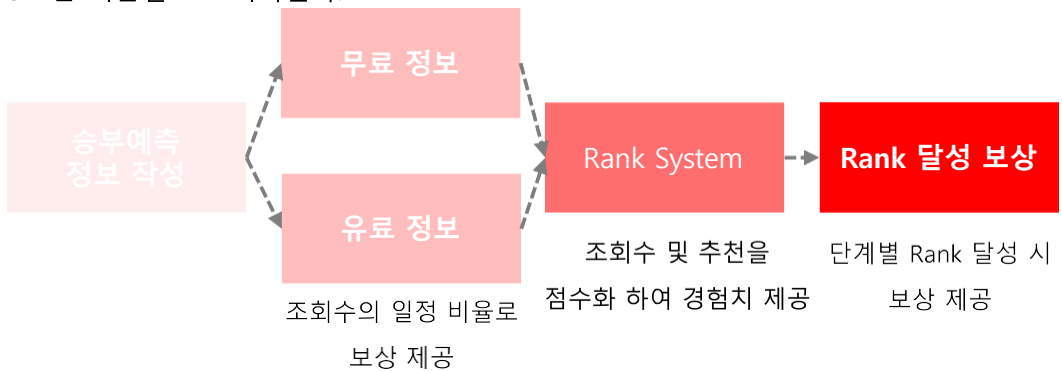 승부예측
정보 작성
무료 정보
유료 정보
조회수의 일정 비율로
보상 제공
Rank System
조회수 및 추천을
점수화 하여 경험치 제공
Rank 달성 보상
단계별 Rank 달성 시
보상 제공